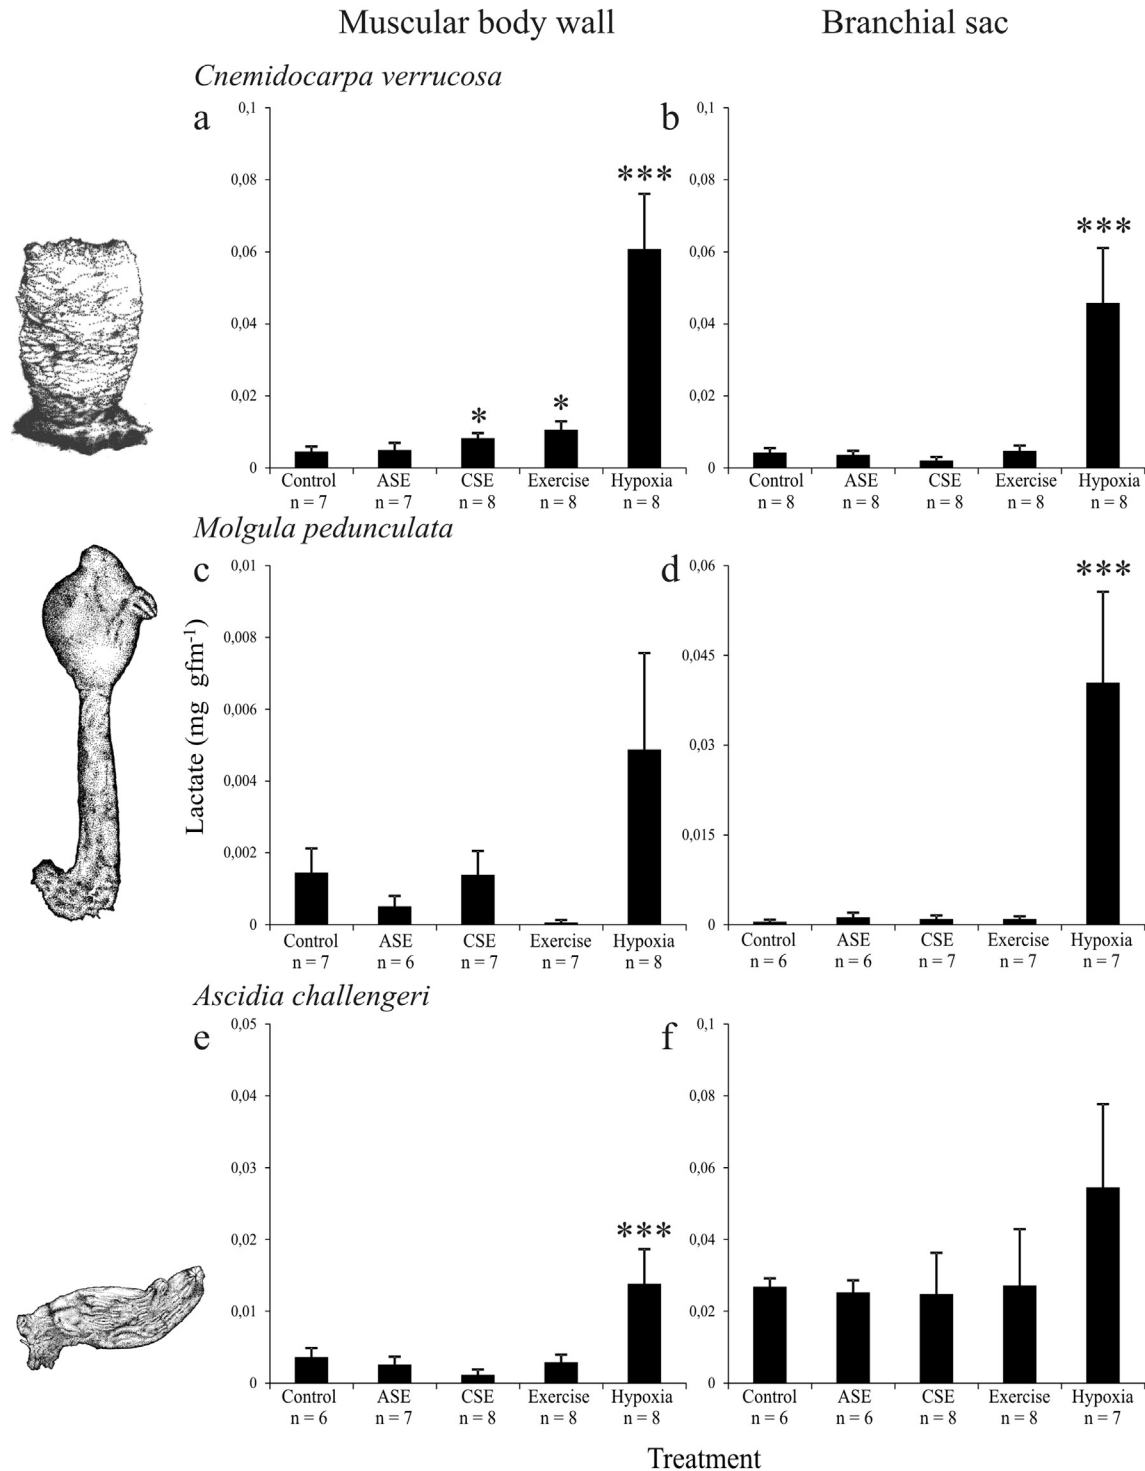 Muscular body wall
Branchial sac
Cnemidocarpa verrucosa
a
0,1
0,08
0,06
0,04
0,02
0
*
*
***
Control
ASE
CSE
Exercise
Hypoxia
n = 7
n = 7
n = 8
n = 8
n = 8
b
0,1
0,08
0,06
0,04
0,02
0
***
Control
ASE
CSE
Exercise
Hypoxia
n = 8
n = 8
n = 8
n = 8
n = 8
Molgula pedunculata
c
Lactate (mg gfm-1)
0,01
0,008
0,006
0,004
0,002
0
Control
ASE
CSE
Exercise
Hypoxia
n = 7
n = 6
n = 7
n = 7
n = 8
d
0,06
0,045
0,03
0,015
0
***
Control
ASE
CSE
Exercise
Hypoxia
n = 6
n = 6
n = 7
n = 7
n = 7
Ascidia challengeri
e
0,05
0,04
0,03
0,02
0,01
0
***
Control
ASE
CSE
Exercise
Hypoxia
n = 6
n = 7
n = 8
n = 8
n = 8
f
0,1
0,08
0,06
0,04
0,02
0
Control
ASE
CSE
Exercise
Hypoxia
n = 6
n = 6
n = 8
n = 8
n = 7
Treatment